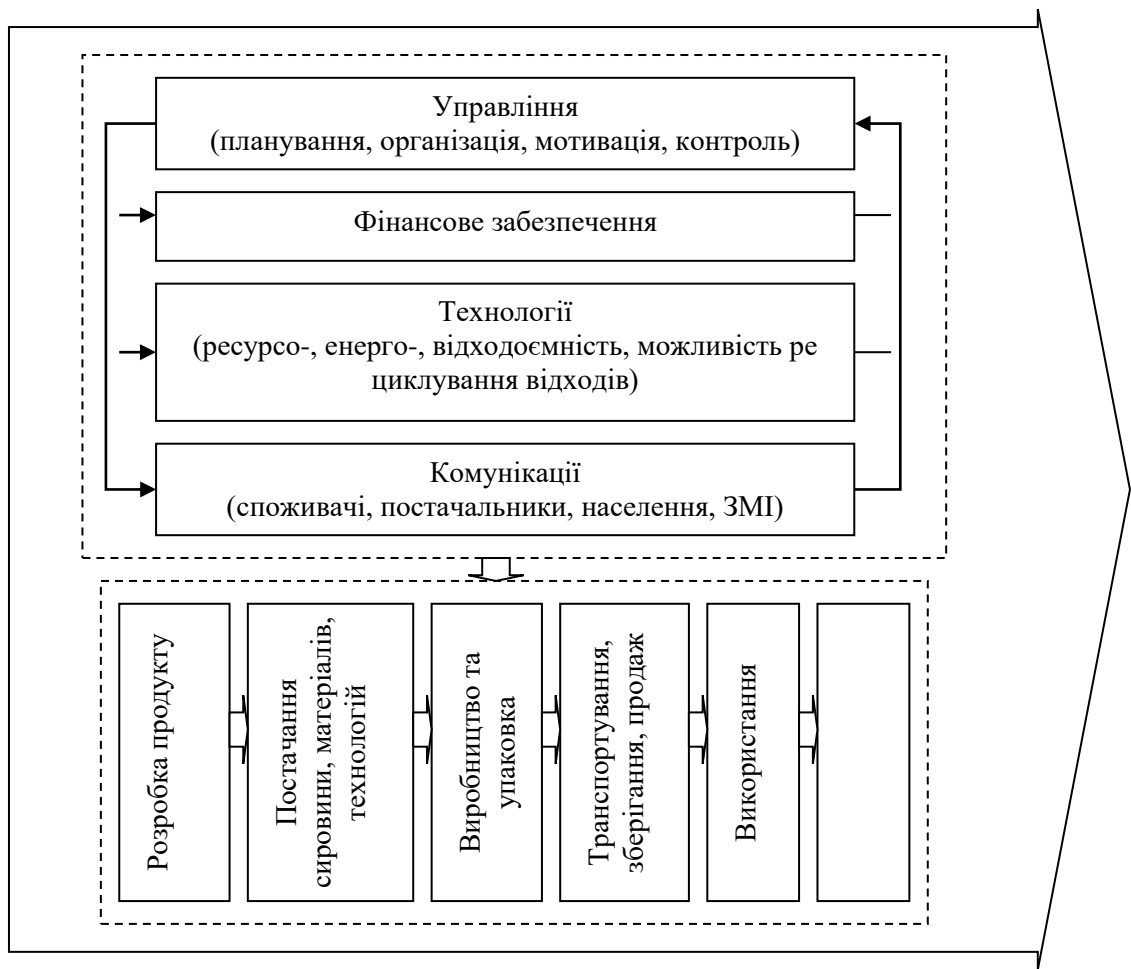 Управління
(планування, організація, мотивація, контроль)
Фінансове забезпечення
Технології
(ресурсо-, енерго-, відходоємність, можливість ре
циклування відходів)
Комунікації
(споживачі, постачальники, населення, ЗМІ)
Розробка продукту
Постачання
сировини, матеріалів,
технологій
Виробництво та
упаковка
Транспортування,
зберігання, продаж
Використання